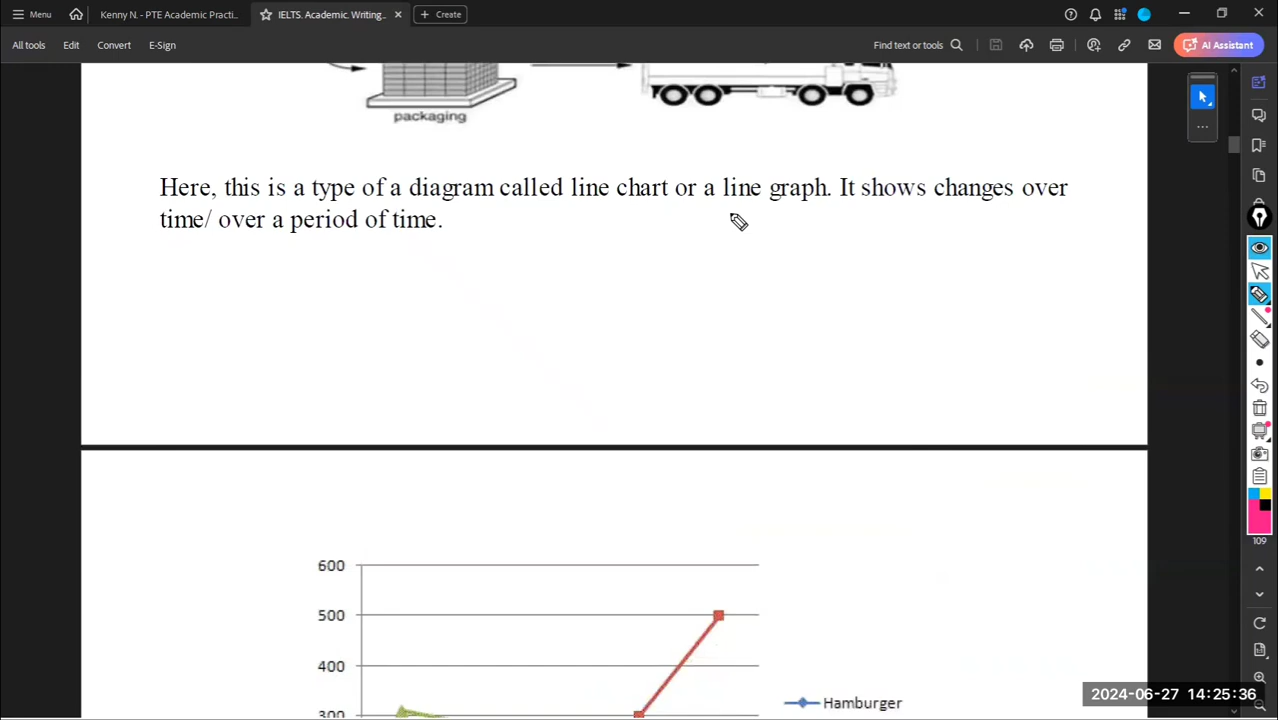 Menu
Kenny N. - PTE Academic Practi...
IELTS. Academic. Writing...
Create
All tools
Edit
Convert
E-Sign
Find text or tools
AI Assistant
packaging
Here, this is a type of a diagram called line chart or a line graph. It shows changes over
time/ over a period of time.
600
500
400
300
Hamburger
109
2024-06-27 14:25:36